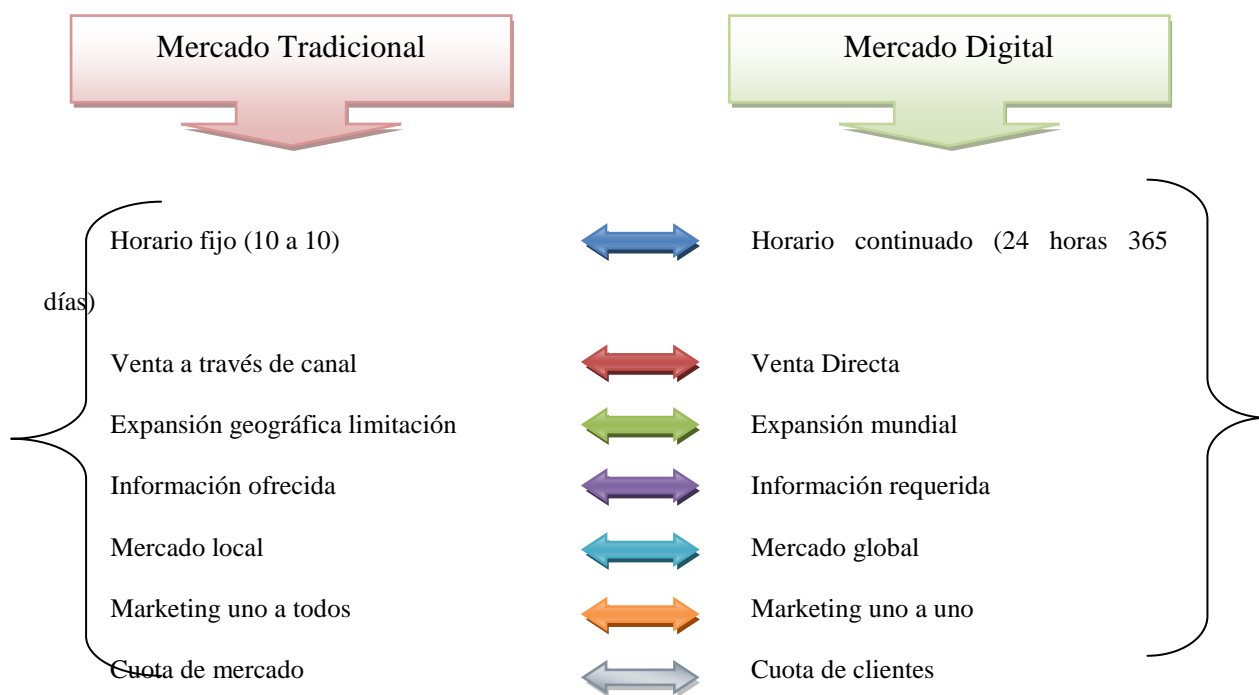 Mercado Tradicional
Mercado Digital
Horario fijo (10 a 10) Horario continuado (24 horas 365
días)
Venta a través de canal Venta Directa
Expansión geográfica limitación Expansión mundial
Información ofrecida Información requerida
Mercado local Mercado global
Marketing uno a todos Marketing uno a uno
Cuota de mercado Cuota de clientes